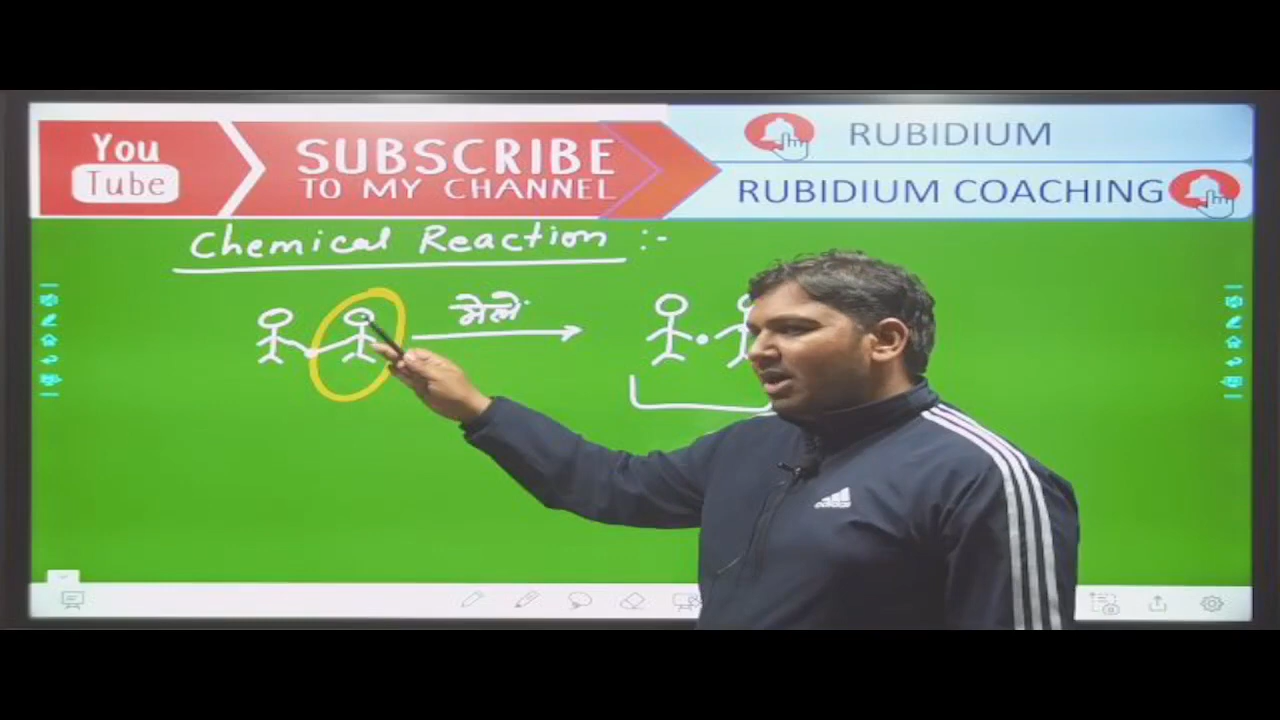 You
Tube
SUBSCRIBE
TO MY CHANNEL
RUBIDIUM
RUBIDIUM COACHING
Chemical Reaction :-
मेले
adidas